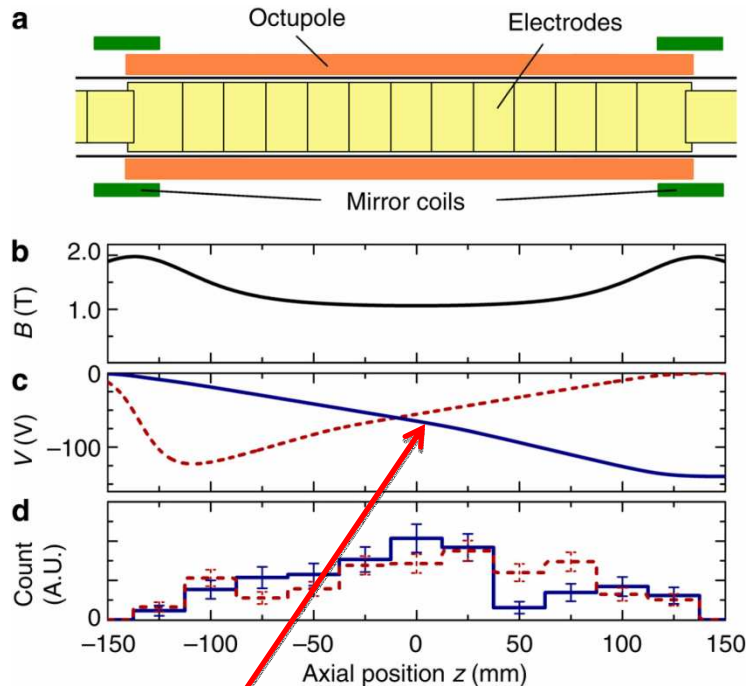 a
Octupole
Electrodes
Mirror coils
b
2.0
1.0
B (T)
c
0
−100
V (V)
d
Count
(A.U.)
0
−150 −100 −50 0 50 100 150
Axial position z (mm)